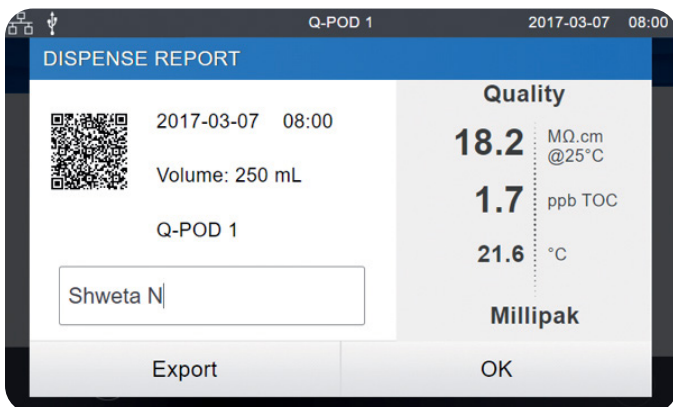 Q-POD 1 2017-03-07 08:00
DISPENSE REPORT
2017-03-07 08:00
Volume: 250 mL
Q-POD 1
Shweta N
Quality
18.2 MΩ.cm
@25°C
1.7 ppb TOC
21.6 °C
Millipak
Export OK